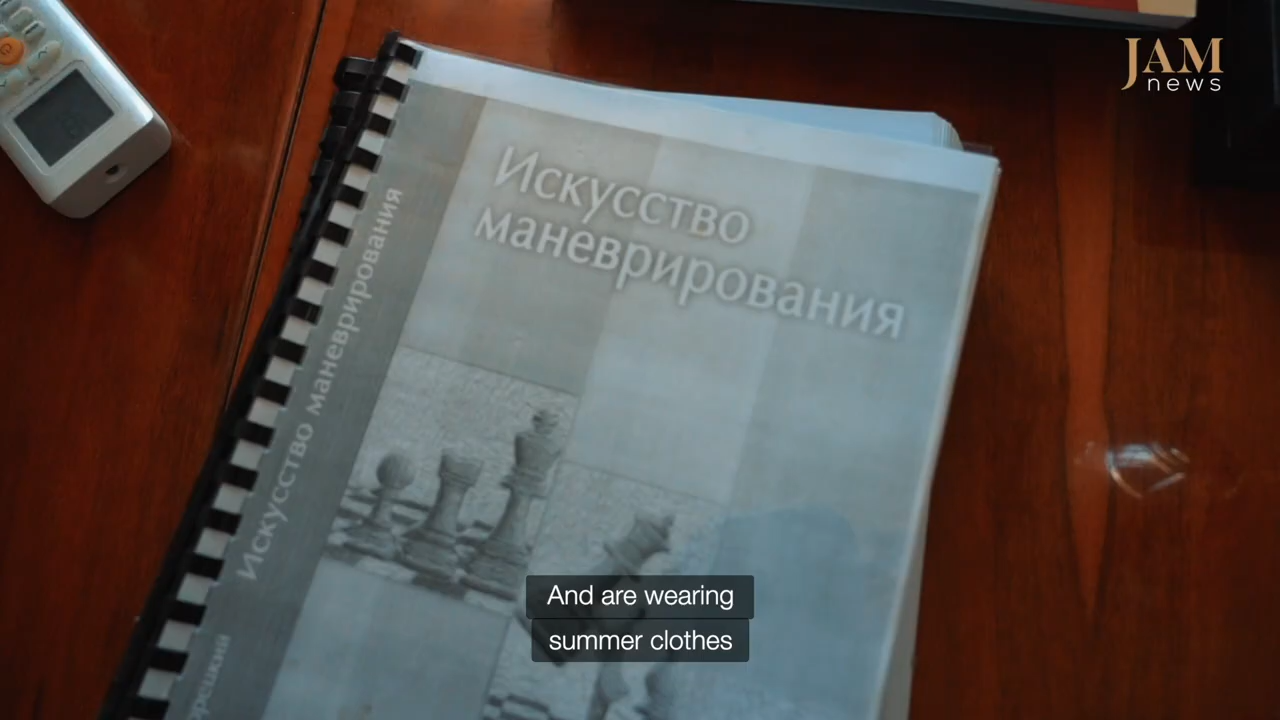 JAM
news
Искусство
маневрирования
Искусство маневрирования
And are wearing
summer clothes